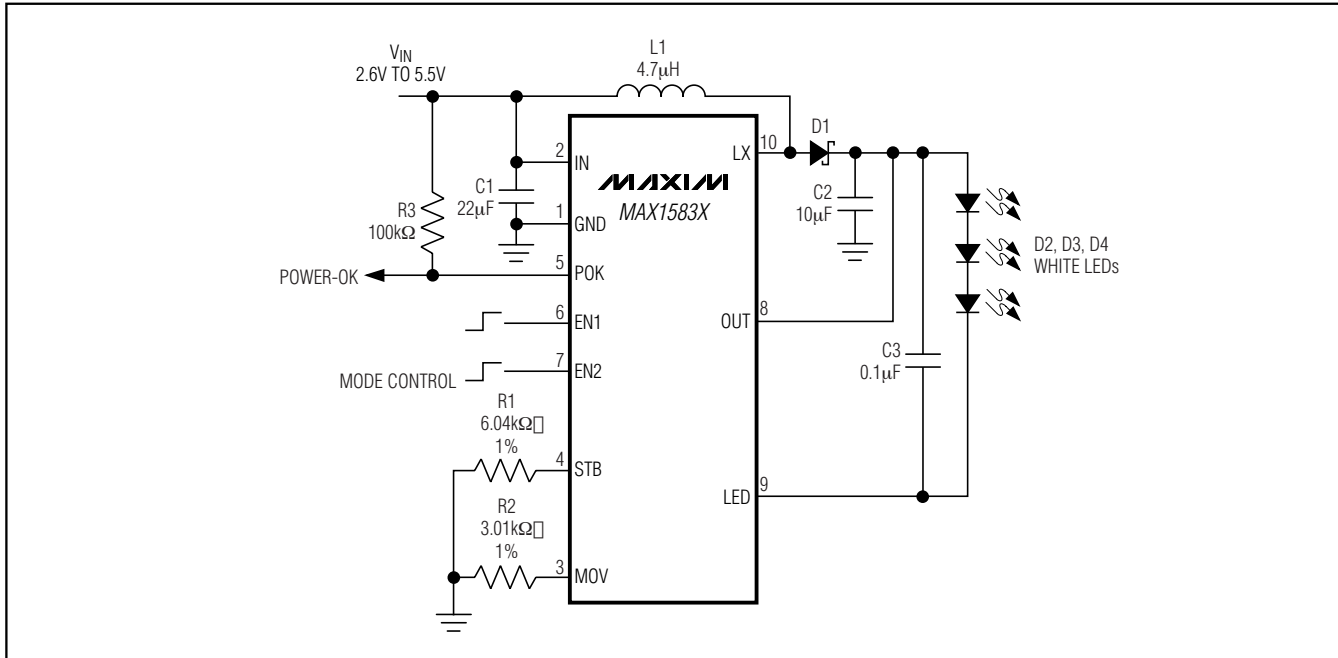 VIN
2.6V TO 5.5V
L1
4.7μH
D1
2
IN
LX
10
MAXIM
MAX1583X
C1
22μF
C2
10μF
R3
100kΩ
1
GND
D2, D3, D4
WHITE LEDs
POWER-OK
5
POK
6
EN1
OUT
8
7
EN2
MODE CONTROL
C3
0.1μF
R1
6.04kΩ□
1%
4
STB
LED
9
R2
3.01kΩ□
1%
3
MOV